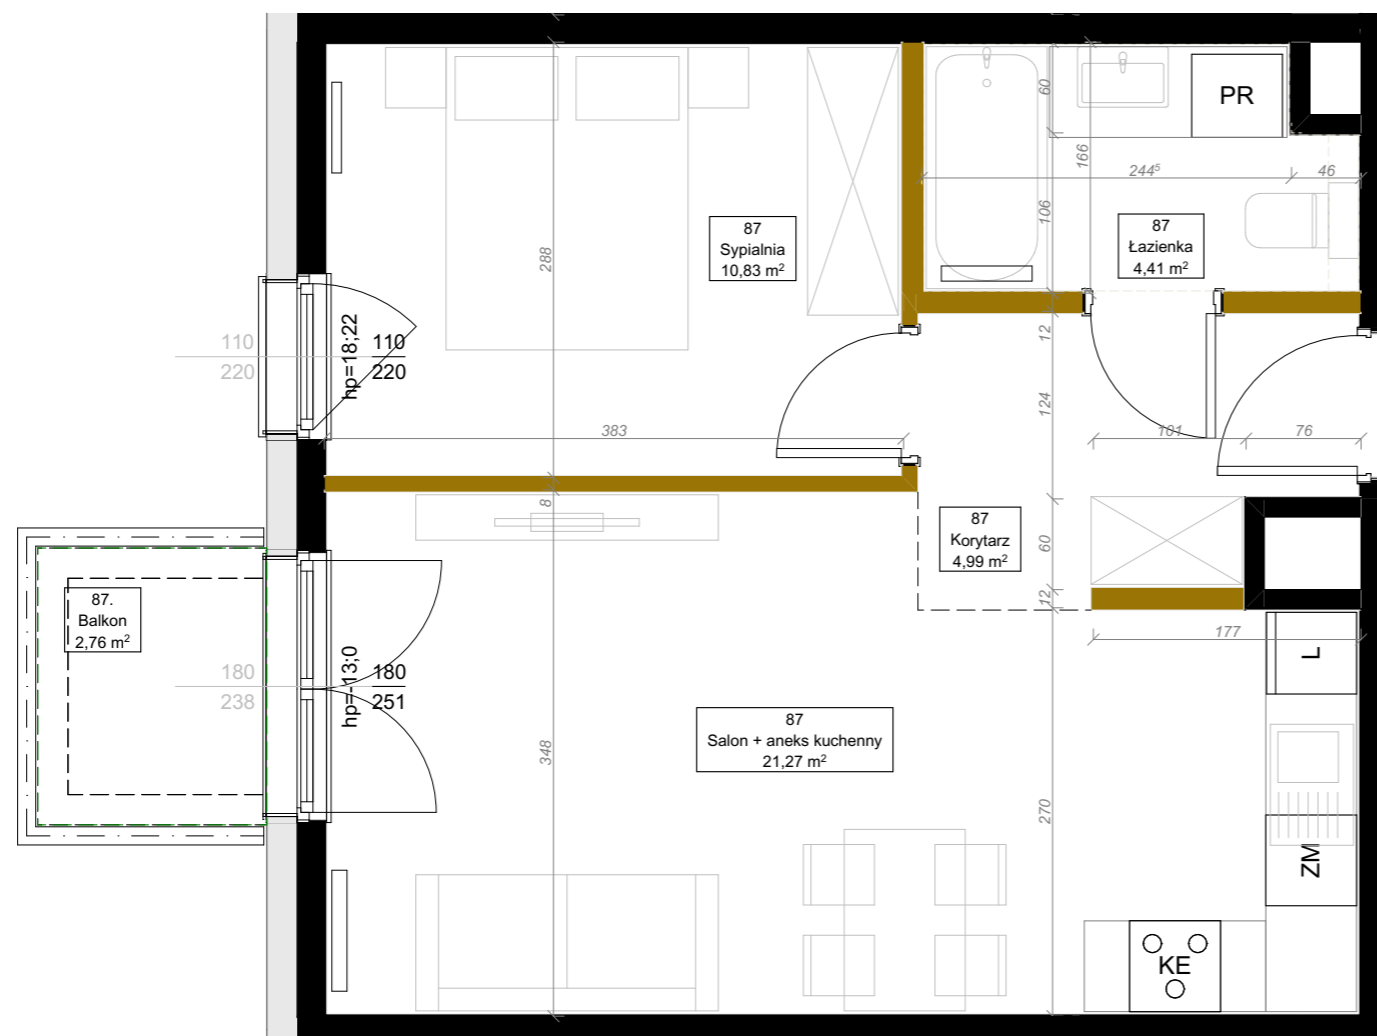 60
PR
166
244⁵
46
106
87
Sypialnia
10,83 m²
87
Łazienka
4,41 m²
288
110
220
hp=18;22
110
220
12
124
383
101
76
8
87
Korytarz
4,99 m²
60
12
87.
Balkon
2,76 m²
177
L
180
238
hp=-13;0
180
251
87
Salon + aneks kuchenny
21,27 m²
348
270
ZM
KE